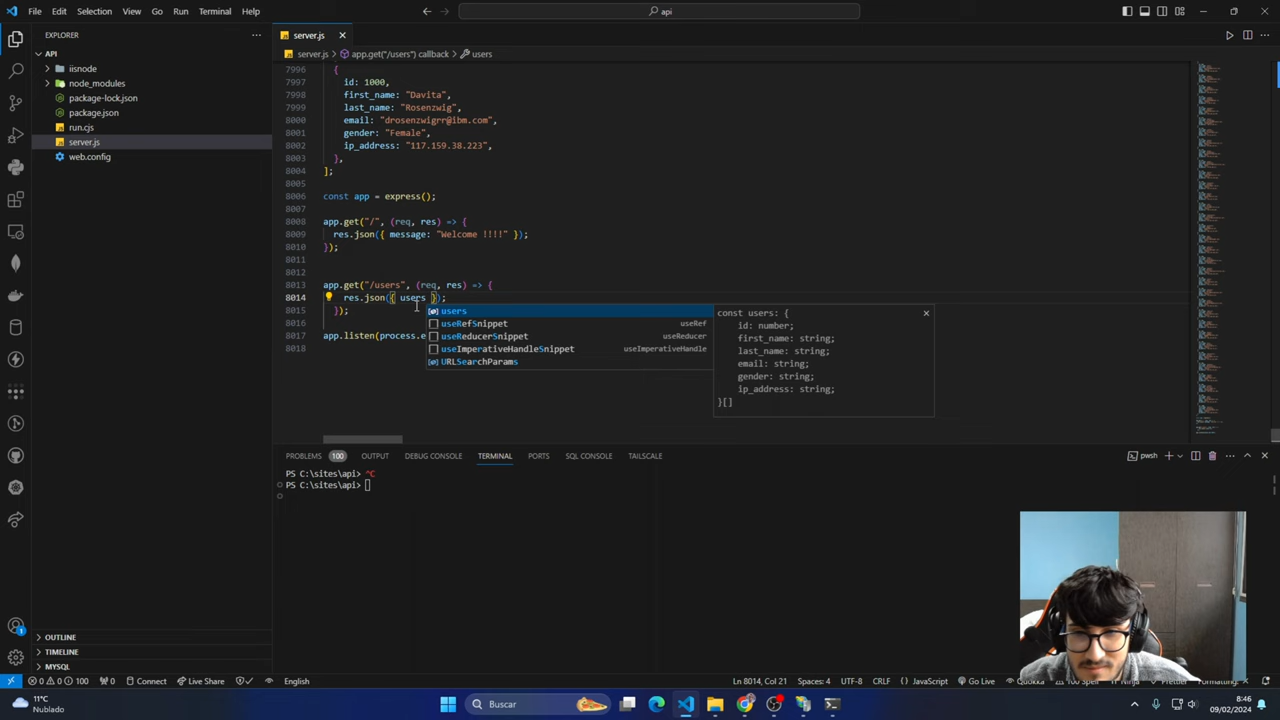 File Edit Selection View Go Run Terminal Help
api
EXPLORER
API
iisnode
node_modules
package-lock.json
package.json
run.cjs
server.js
web.config
OUTLINE
TIMELINE
MYSQL
server.js
server.js > app.get("/users") callback > users
7996 {
7997 id: 1000,
7998 first_name: "Davita",
7999 last_name: "Rosenzwig",
8000 email: "drosenzwigrr@ibm.com",
8001 gender: "Female",
8002 ip_address: "117.159.38.223",
8003 },
8004 ];
8005
8006 const app = express();
8007
8008 app.get("/", (req, res) => {
8009 res.json({ message: "Welcome !!!!" });
8010 });
8011
8012
8013 app.get("/users", (req, res) => {
8014 res.json({ users });
8015 });
8016
8017 app.listen(process.e
8018
users
useRefSnippet useRef
useReducerSnippet useReducer
useImperativeHandleSnippet useImperativeHandle
URLSearchParams
const users: {
id: number;
first_name: string;
last_name: string;
email: string;
gender: string;
ip_address: string;
}[]
PROBLEMS 100 OUTPUT DEBUG CONSOLE TERMINAL PORTS SQL CONSOLE TAILSCALE
pwsh
PS C:\sites\api> ^C
PS C:\sites\api>
0 0 100 0 Connect Live Share English
Ln 8014, Col 21 Spaces: 4 UTF-8 CRLF {} JavaScript Go Live Quokka
11°C
Nublado
Buscar
8:46
09/02/2024